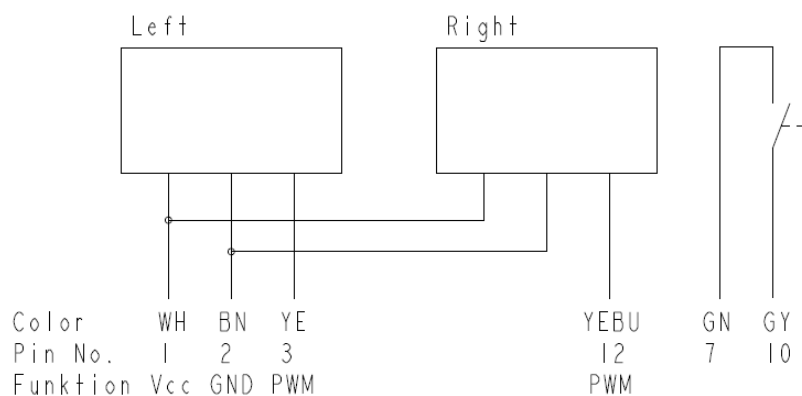 Left Right
Color WH BN YE YEBU GN GY
Pin No. 1 2 3 12 7 10
Funktion Vcc GND PWM PWM